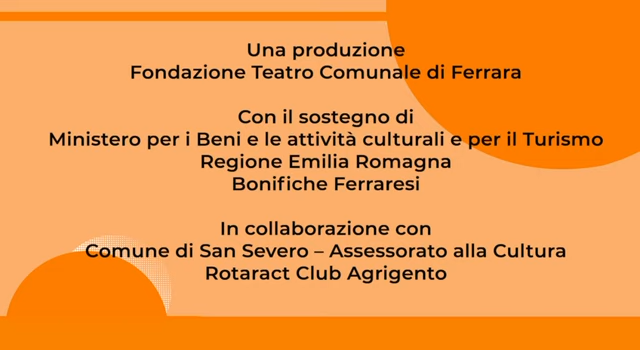 Una produzione
Fondazione Teatro Comunale di Ferrara
Con il sostegno di
Ministero per i Beni e le attività culturali e per il Turismo
Regione Emilia Romagna
Bonifiche Ferraresi
In collaborazione con
Comune di San Severo – Assessorato alla Cultura
Rotaract Club Agrigento